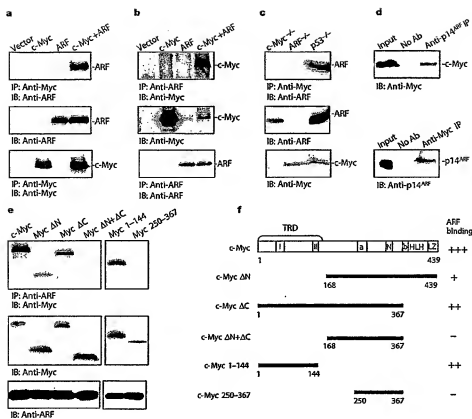 a
Vector
c-Myc
ARF
c-Myc+ARF
-ARF
IP: Anti-Myc
IB: Anti-ARF
-ARF
IB: Anti-ARF
-c-Myc
IB: Anti-Myc
b
Vector
c-Myc
ARF
c-Myc+ARF
-c-Myc
IP: Anti-ARF
IB: Anti-Myc
-c-Myc
IB: Anti-Myc
ARF
IB: Anti-ARF
c
c-Myc-/-
ARF-/-
p53-/-
-ARF
IP: Anti-Myc
IB: Anti-ARF
-ARF
IB: Anti-ARF
-c-Myc
IB: Anti-Myc
d
Input
No Ab
Anti-p14ARF IP
-c-Myc
IB: Anti-Myc
Input
No Ab
Anti-Myc IP
-p14ARF
IB: Anti-p14ARF
e
c-Myc
Myc ΔN
Myc ΔC
Myc ΔN+ΔC
Myc 1–144
Myc 250–367
IP: Anti-ARF
IB: Anti-Myc
IB: Anti-Myc
IB: Anti-ARF
f
TRD
ARF binding
c-Myc I II a N b HLH LZ +++
1 439
c-Myc ΔN +
168 439
c-Myc ΔC ++
1 367
c-Myc ΔN+ΔC –
168 367
c-Myc 1–144 ++
1 144
c-Myc 250–367 –
250 367